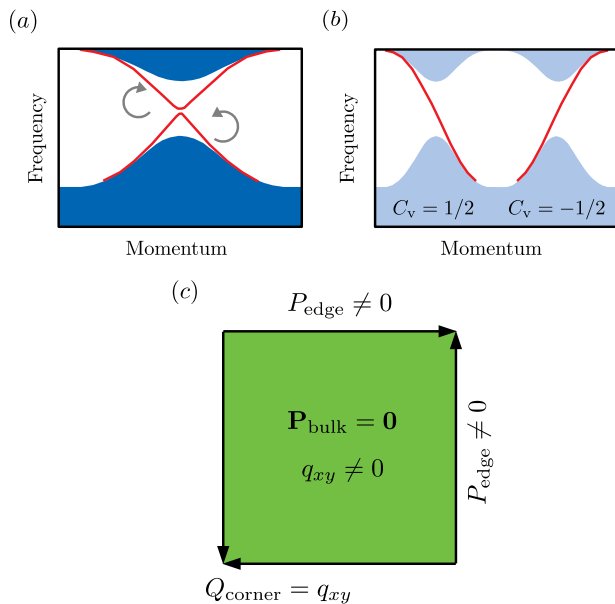 (a)
Frequency
Momentum
(b)
Frequency
C_v = 1/2
C_v = −1/2
Momentum
(c)
P_edge ≠ 0
P_bulk = 0
q_xy ≠ 0
P_edge ≠ 0
Q_corner = q_xy